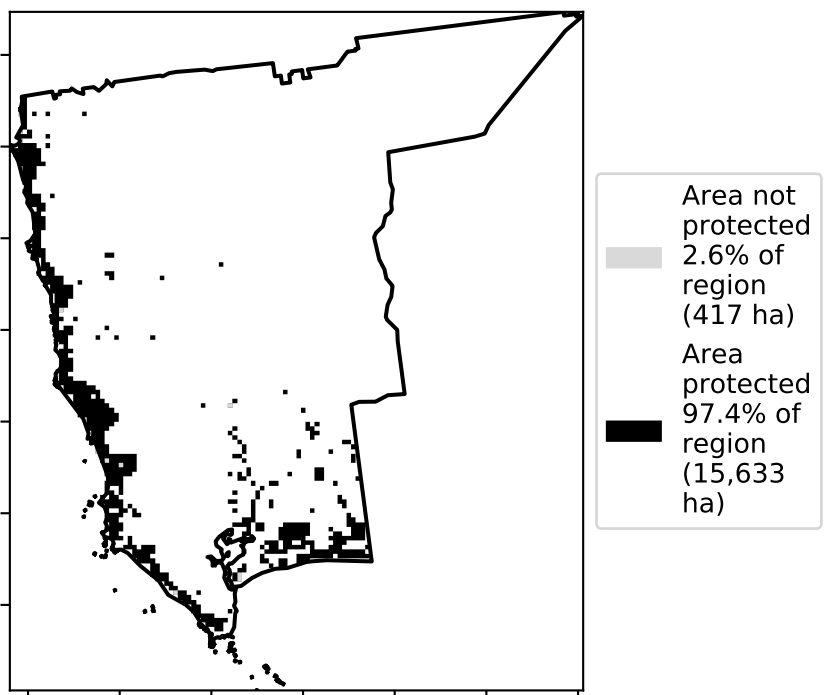 Area not
protected
2.6% of
region
(417 ha)
Area
protected
97.4% of
region
(15,633
ha)